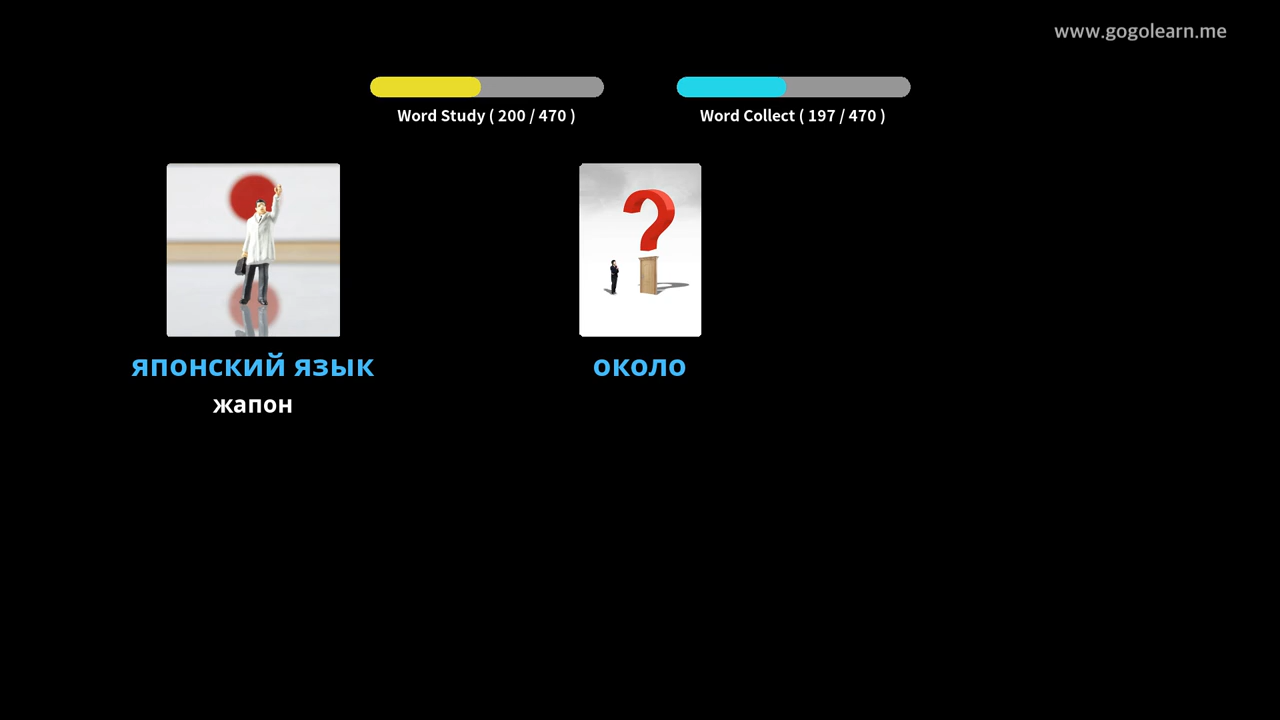 www.gogolearn.me
Word Study ( 200 / 470 )
Word Collect ( 197 / 470 )
японский язык
жапон
около